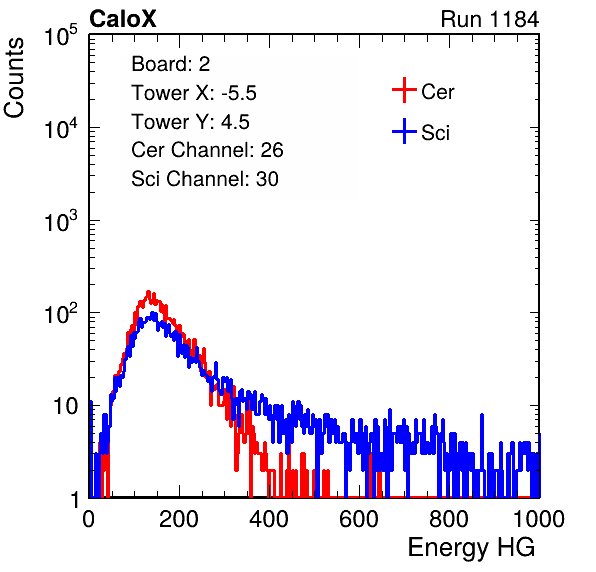 CaloX Run 1184
Counts
10^5
10^4
10^3
10^2
10
1
Board: 2
Tower X: -5.5
Tower Y: 4.5
Cer Channel: 26
Sci Channel: 30
Cer
Sci
0 200 400 600 800 1000
Energy HG